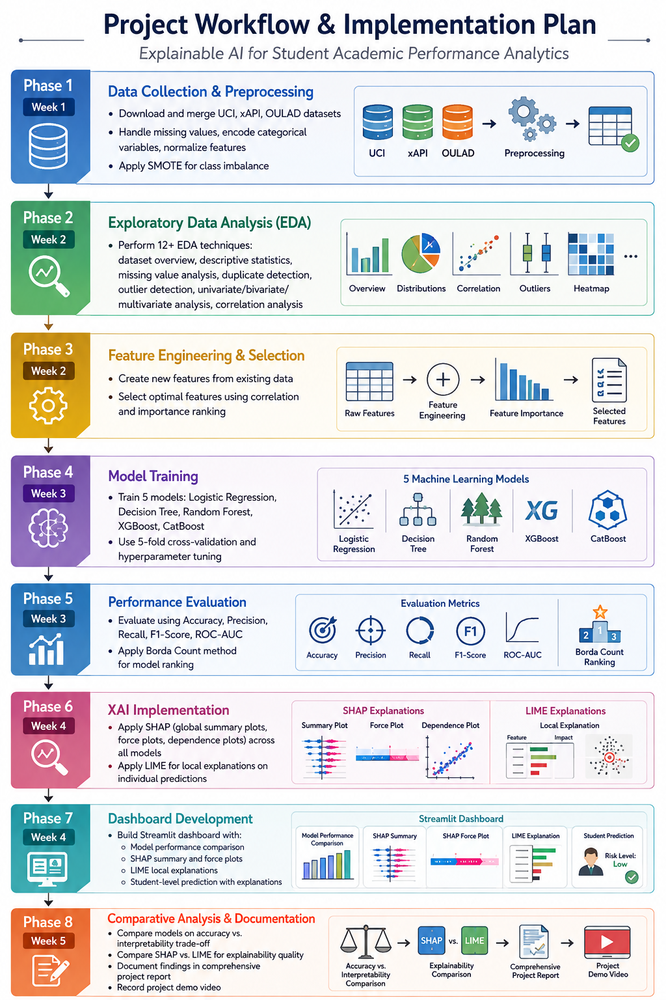 Project Workflow & Implementation Plan
Explainable AI for Student Academic Performance Analytics
Phase 1
Week 1
Data Collection & Preprocessing
• Download and merge UCI, xAPI, OULAD datasets
• Handle missing values, encode categorical
variables, normalize features
• Apply SMOTE for class imbalance
UCI
xAPI
OULAD
Preprocessing
Phase 2
Week 2
Exploratory Data Analysis (EDA)
• Perform 12+ EDA techniques:
dataset overview, descriptive statistics,
missing value analysis, duplicate detection,
outlier detection, univariate/bivariate/
multivariate analysis, correlation analysis
Overview
Distributions
Correlation
Outliers
Heatmap
...
Phase 3
Week 2
Feature Engineering & Selection
• Create new features from existing data
• Select optimal features using correlation
and importance ranking
Raw Features
Feature
Engineering
Feature Importance
Selected
Features
Phase 4
Week 3
Model Training
• Train 5 models: Logistic Regression,
Decision Tree, Random Forest,
XGBoost, CatBoost
• Use 5-fold cross-validation and
hyperparameter tuning
5 Machine Learning Models
Logistic
Regression
Decision
Tree
Random
Forest
XG
XGBoost
CatBoost
Phase 5
Week 3
Performance Evaluation
• Evaluate using Accuracy, Precision,
Recall, F1-Score, ROC-AUC
• Apply Borda Count method
for model ranking
Evaluation Metrics
Accuracy
Precision
Recall
F1
F1-Score
ROC-AUC
2 1 3
Borda Count
Ranking
Phase 6
Week 4
XAI Implementation
• Apply SHAP (global summary plots,
force plots, dependence plots) across
all models
• Apply LIME for local explanations on
individual predictions
SHAP Explanations
Summary Plot
Force Plot
Dependence Plot
LIME Explanations
Local Explanation
Feature
Impact
Phase 7
Week 4
Dashboard Development
• Build Streamlit dashboard with:
○ Model performance comparison
○ SHAP summary and force plots
○ LIME local explanations
○ Student-level prediction with explanations
Streamlit Dashboard
Model Performance
Comparison
SHAP Summary
SHAP Force Plot
LIME Explanation
Student Prediction
Risk Level:
Low
Phase 8
Week 5
Comparative Analysis & Documentation
• Compare models on accuracy vs.
interpretability trade-off
• Compare SHAP vs. LIME for explainability quality
• Document findings in comprehensive
project report
• Record project demo video
Accuracy vs.
Interpretability
Comparison
SHAP vs. LIME
Explainability
Comparison
Comprehensive
Project Report
Project
Demo Video